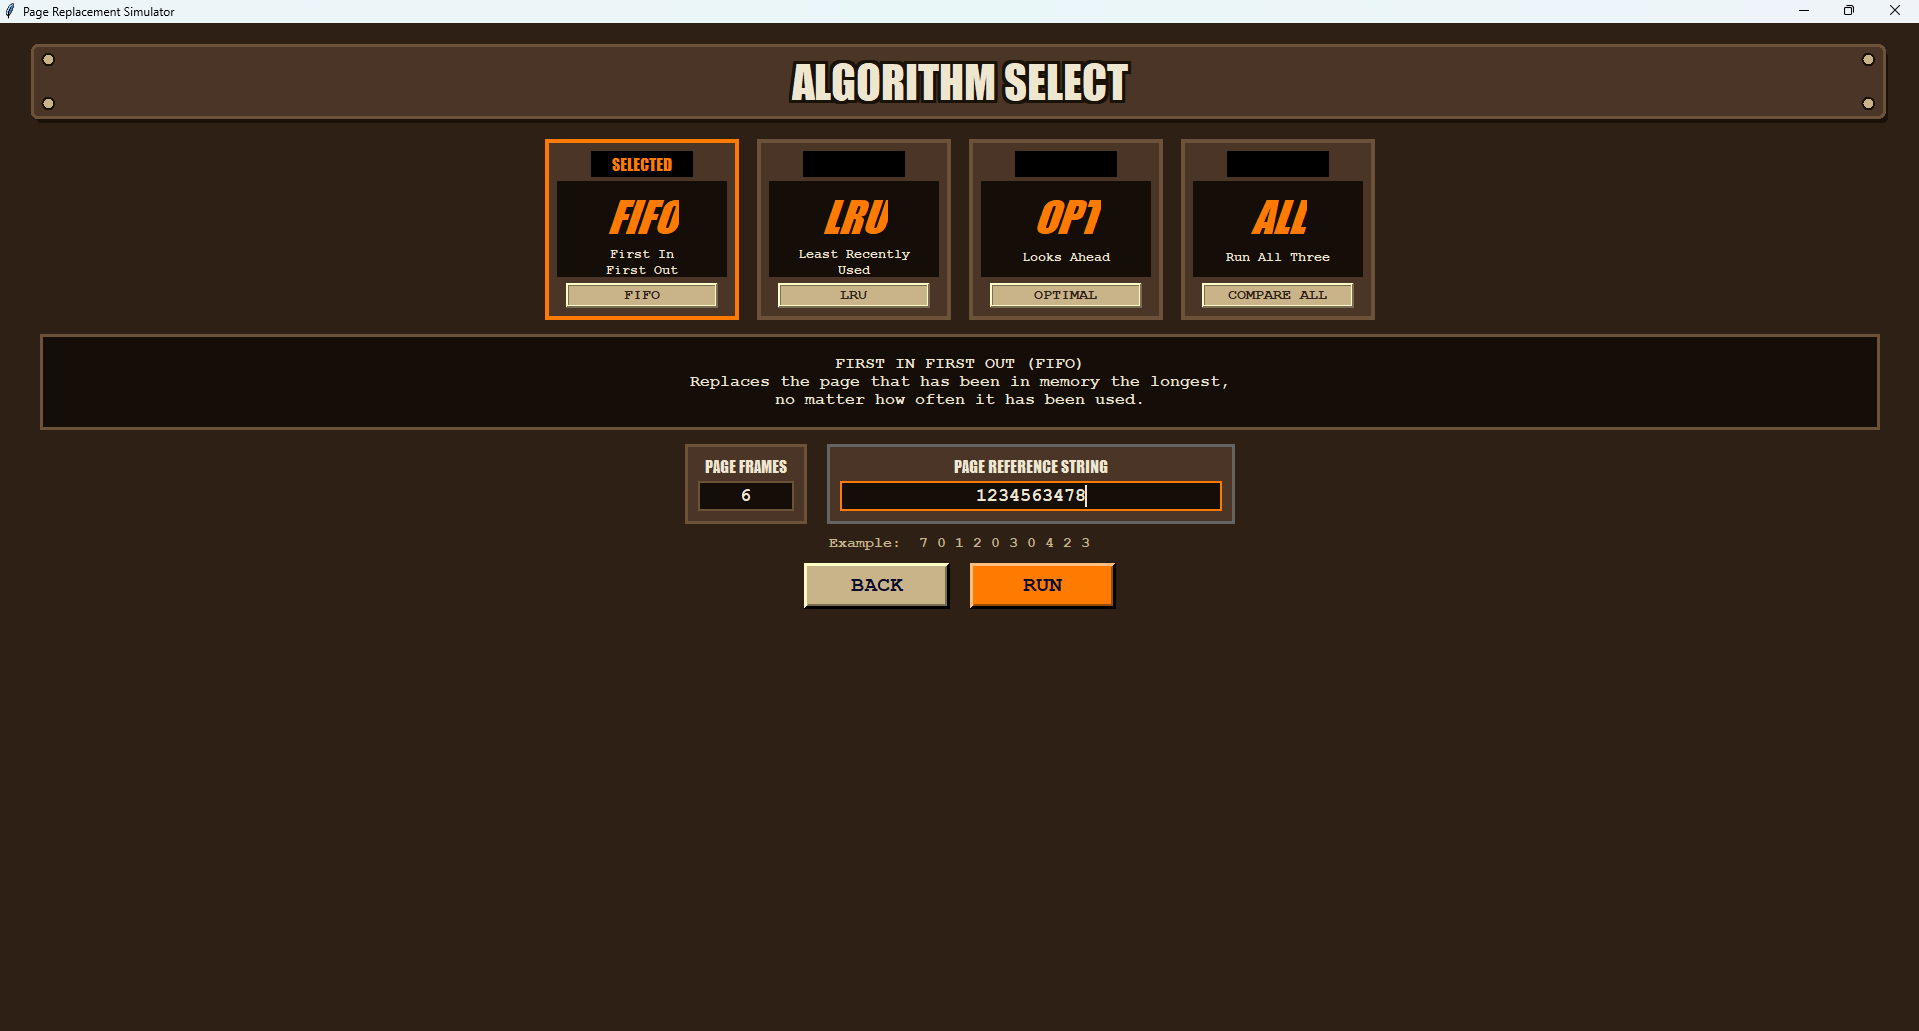 Page Replacement Simulator
ALGORITHM SELECT
SELECTED
FIFO
First In
First Out
FIFO
LRU
Least Recently
Used
LRU
OPT
Looks Ahead
OPTIMAL
ALL
Run All Three
COMPARE ALL
FIRST IN FIRST OUT (FIFO)
Replaces the page that has been in memory the longest,
no matter how often it has been used.
PAGE FRAMES
6
PAGE REFERENCE STRING
1234563478
Example: 7 0 1 2 0 3 0 4 2 3
BACK
RUN